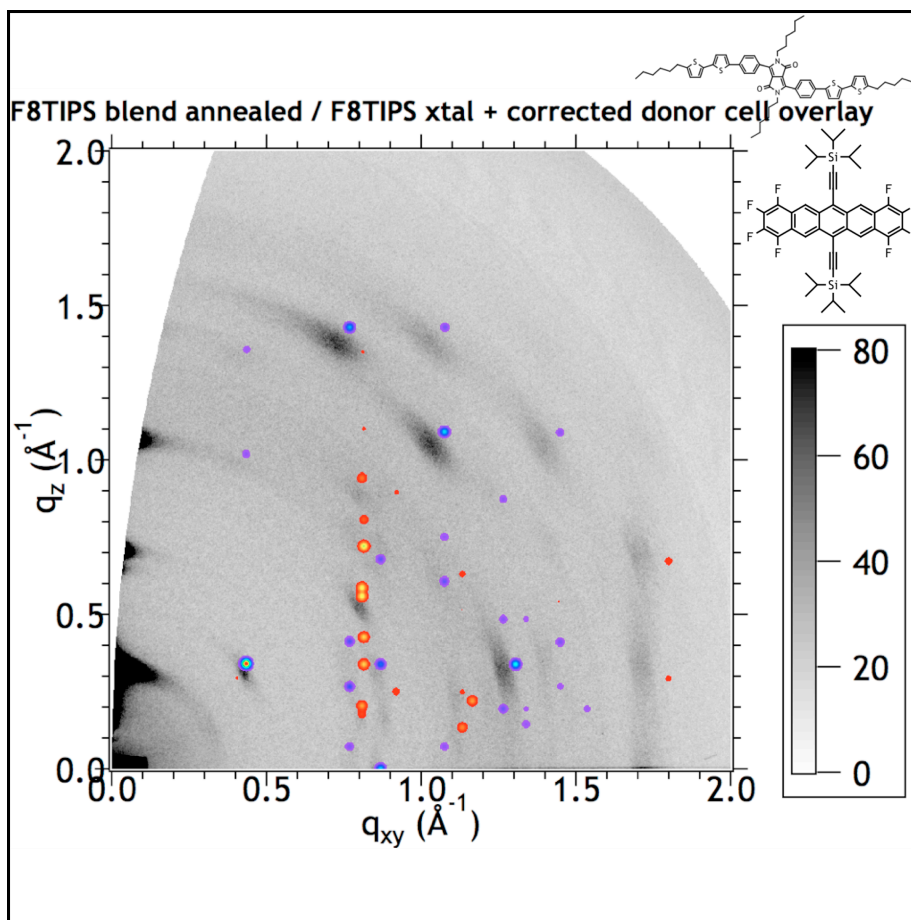 N
O
S
S
O
N
S
S
F8TIPS blend annealed / F8TIPS xtal + corrected donor cell overlay
2.0
1.5
1.0
0.5
0.0
qz (Å-1)
0.0 0.5 1.0 1.5 2.0
qxy (Å-1)
Si
F F
F
F
F F
Si
80
60
40
20
0